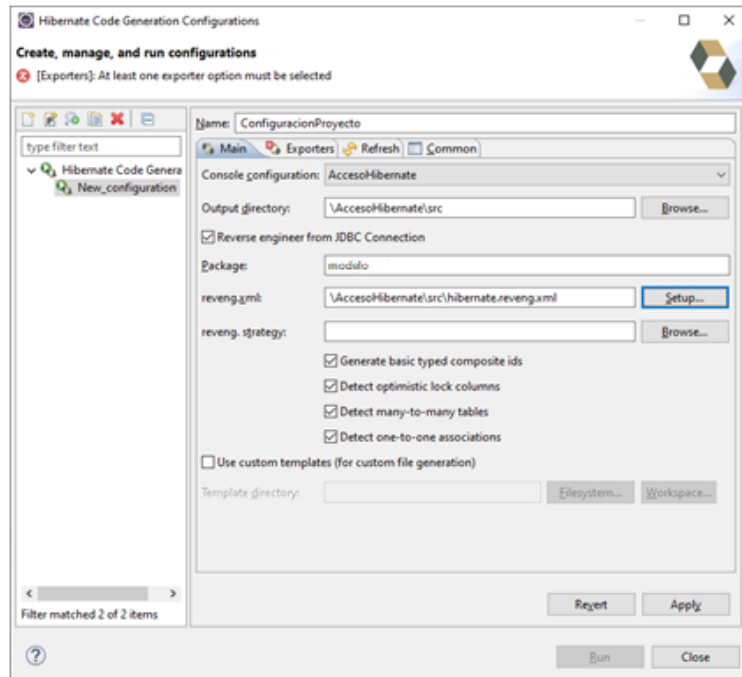 Hibernate Code Generation Configurations
Create, manage, and run configurations
[Exporters]: At least one exporter option must be selected
type filter text
Hibernate Code Genera
New_configuration
Filter matched 2 of 2 items
Name: ConfiguracionProyecto
Main Exporters Refresh Common
Console configuration: AccesoHibernate
Output directory: \AccesoHibernate\src Browse...
Reverse engineer from JDBC Connection
Package: modelo
reveng.xml: \AccesoHibernate\src\hibernate.reveng.xml Setup...
reveng. strategy: Browse...
Generate basic typed composite ids
Detect optimistic lock columns
Detect many-to-many tables
Detect one-to-one associations
Use custom templates (for custom file generation)
Template directory: Filesystem... Workspace...
Revert Apply
Run Close